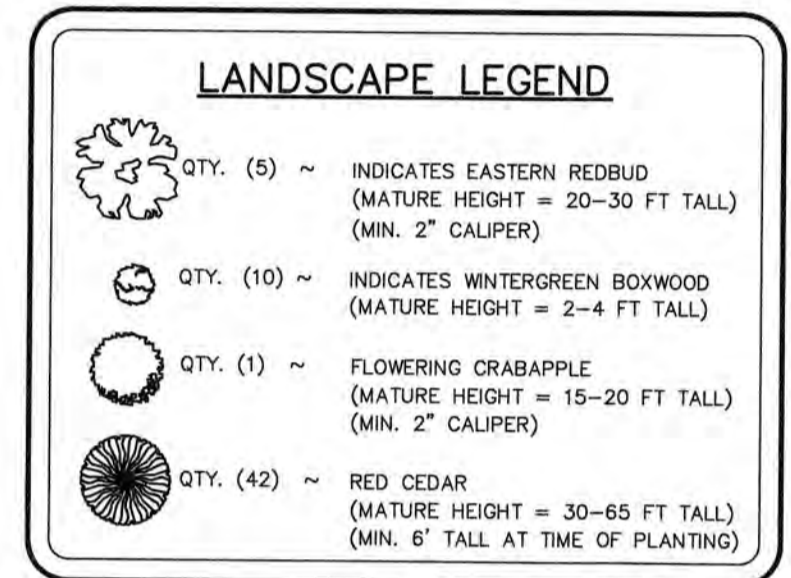 LANDSCAPE LEGEND
QTY. (5) ~ INDICATES EASTERN REDBUD
(MATURE HEIGHT = 20-30 FT TALL)
(MIN. 2" CALIPER)
QTY. (10) ~ INDICATES WINTERGREEN BOXWOOD
(MATURE HEIGHT = 2-4 FT TALL)
QTY. (1) ~ FLOWERING CRABAPPLE
(MATURE HEIGHT = 15-20 FT TALL)
(MIN. 2" CALIPER)
QTY. (42) ~ RED CEDAR
(MATURE HEIGHT = 30-65 FT TALL)
(MIN. 6' TALL AT TIME OF PLANTING)